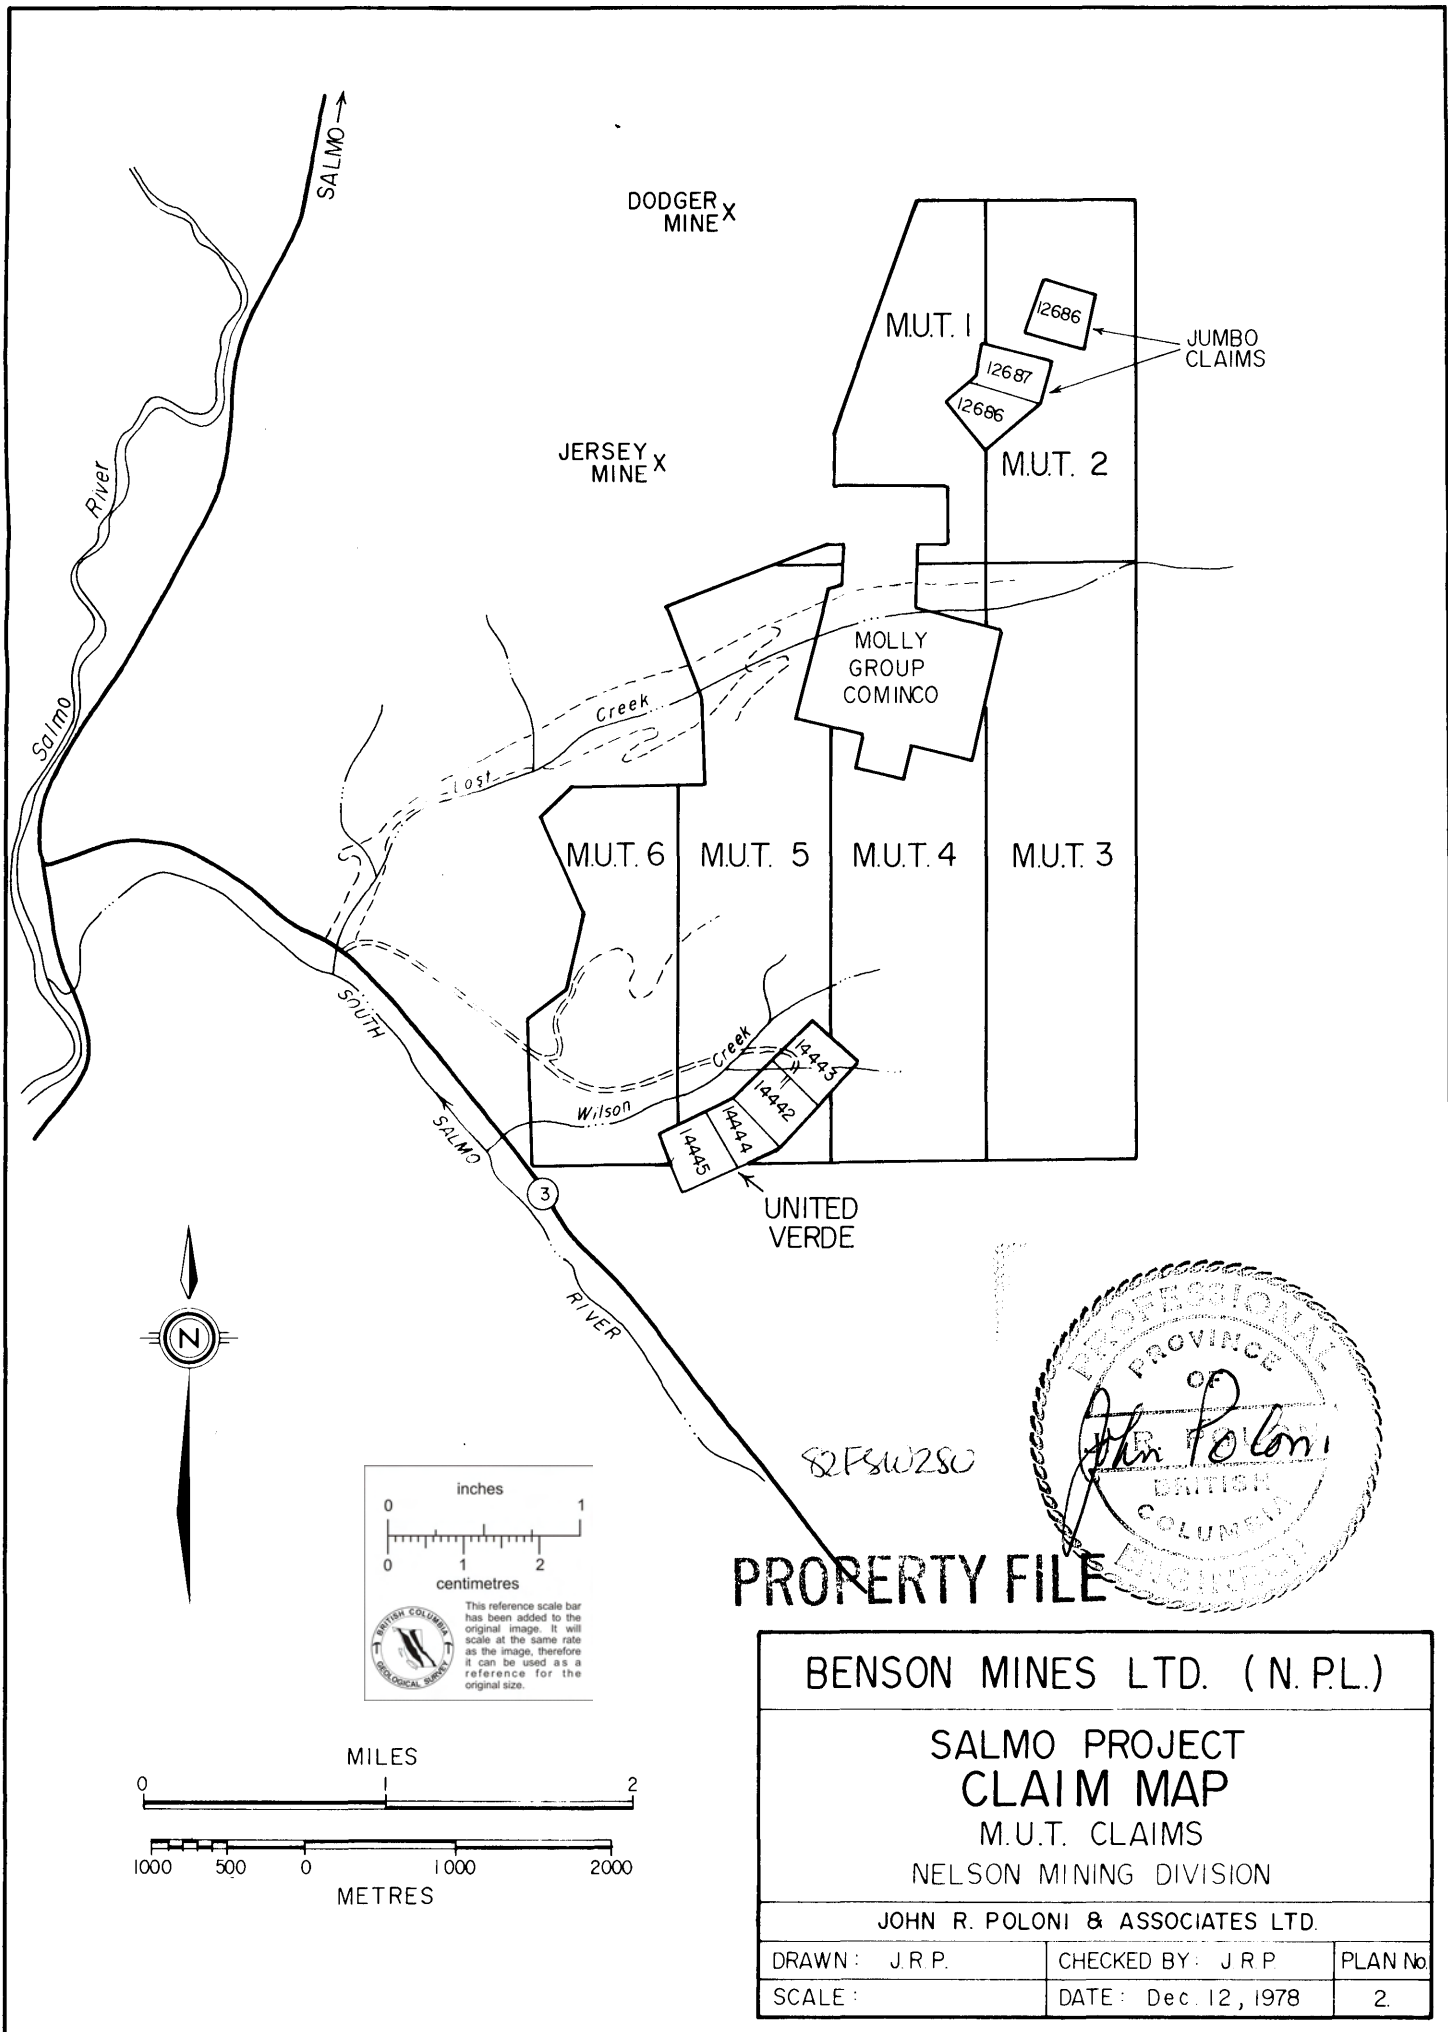 SALMO
DODGER
MINE X
M.U.T. 1
12686
JUMBO
CLAIMS
12687
12686
JERSEY
MINE X
M.U.T. 2
River
Salmo
MOLLY
GROUP
COMINCO
Creek
Lost
M.U.T. 6
M.U.T. 5
M.U.T. 4
M.U.T. 3
SOUTH
SALMO
RIVER
Creek
Wilson
14443
14442
14444
14445
3
UNITED
VERDE
N
PROFESSIONAL
PROVINCE
OF
J. R. POLONI
BRITISH
COLUMBIA
ENGINEER
John Poloni
82FSW280
PROPERTY FILE
inches
0 1
0 1 2
centimetres
This reference scale bar
has been added to the
original image. It will
scale at the same rate
as the image, therefore
it can be used as a
reference for the
original size.
BRITISH COLUMBIA
GEOLOGICAL SURVEY
MILES
0 1 2
1000 500 0 1000 2000
METRES
BENSON MINES LTD. (N.P.L.)
SALMO PROJECT
CLAIM MAP
M.U.T. CLAIMS
NELSON MINING DIVISION
JOHN R. POLONI & ASSOCIATES LTD.
DRAWN: J.R.P. CHECKED BY: J R P. PLAN No.
SCALE: DATE: Dec. 12, 1978 2.